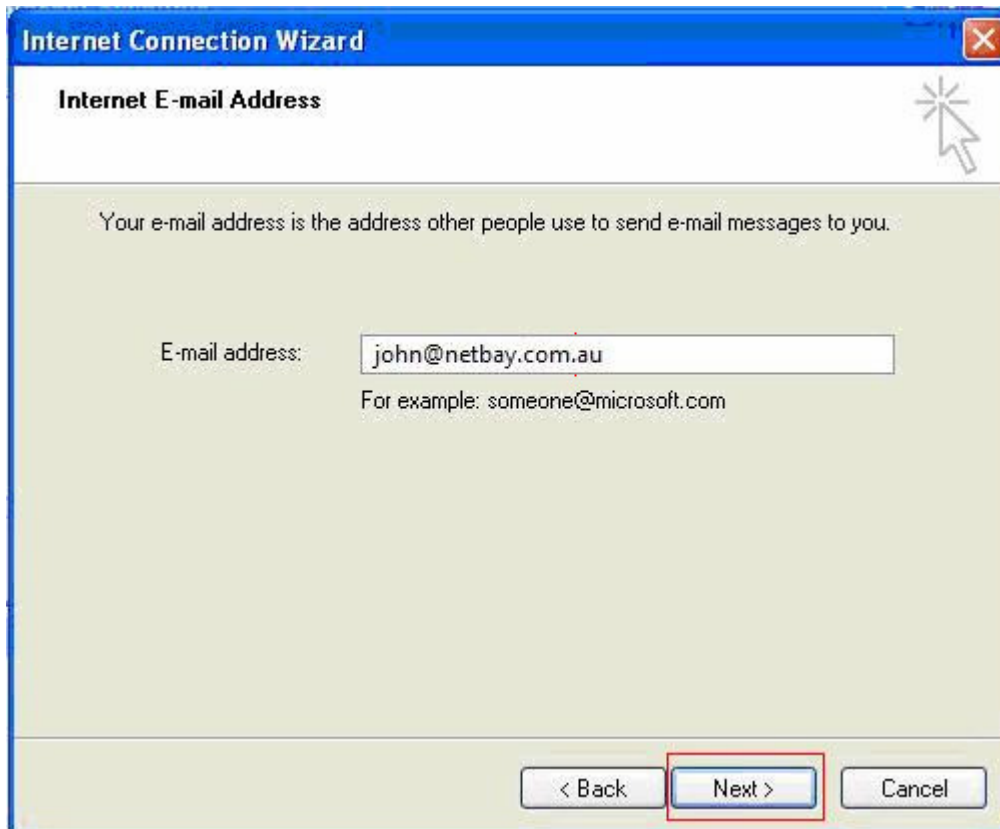 Internet Connection Wizard
Internet E-mail Address
Your e-mail address is the address other people use to send e-mail messages to you.
E-mail address: john@netbay.com.au
For example: someone@microsoft.com
< Back Next > Cancel